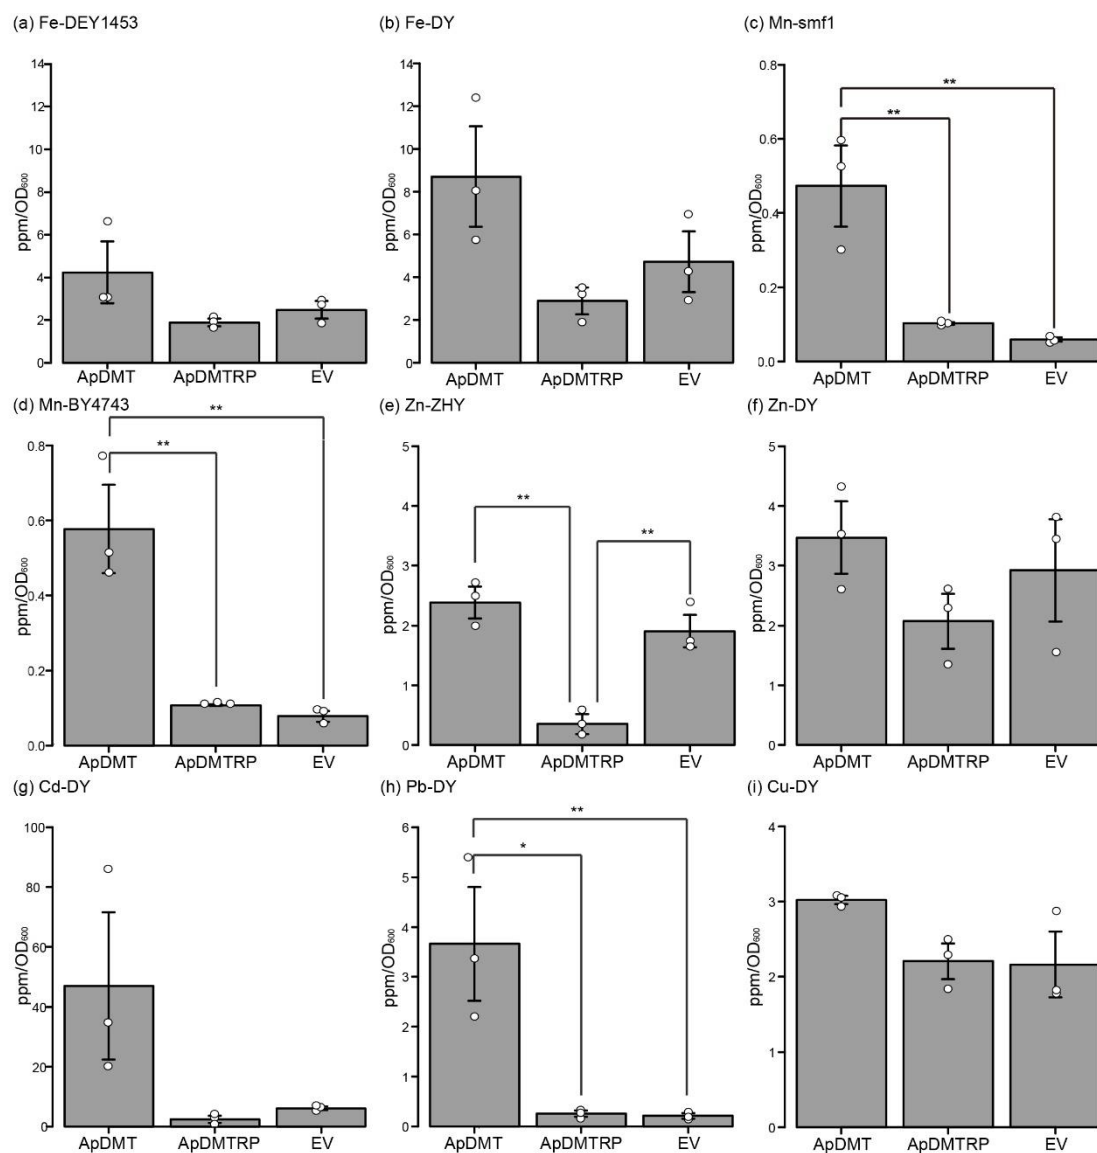 (a) Fe-DEY1453
(b) Fe-DY
(c) Mn-smf1
14
12
10
8
6
4
2
0
ppm/OD600
ApDMT ApDMTRP EV
14
12
10
8
6
4
2
0
ppm/OD600
ApDMT ApDMTRP EV
0.8
0.6
0.4
0.2
0.0
ppm/OD600
**
**
ApDMT ApDMTRP EV
(d) Mn-BY4743
(e) Zn-ZHY
(f) Zn-DY
0.8
0.6
0.4
0.2
0.0
ppm/OD600
**
**
ApDMT ApDMTRP EV
5
4
3
2
1
0
ppm/OD600
**
**
ApDMT ApDMTRP EV
5
4
3
2
1
0
ppm/OD600
ApDMT ApDMTRP EV
(g) Cd-DY
(h) Pb-DY
(i) Cu-DY
100
80
60
40
20
0
ppm/OD600
ApDMT ApDMTRP EV
6
5
4
3
2
1
0
ppm/OD600
**
*
ApDMT ApDMTRP EV
4
3
2
1
0
ppm/OD600
ApDMT ApDMTRP EV